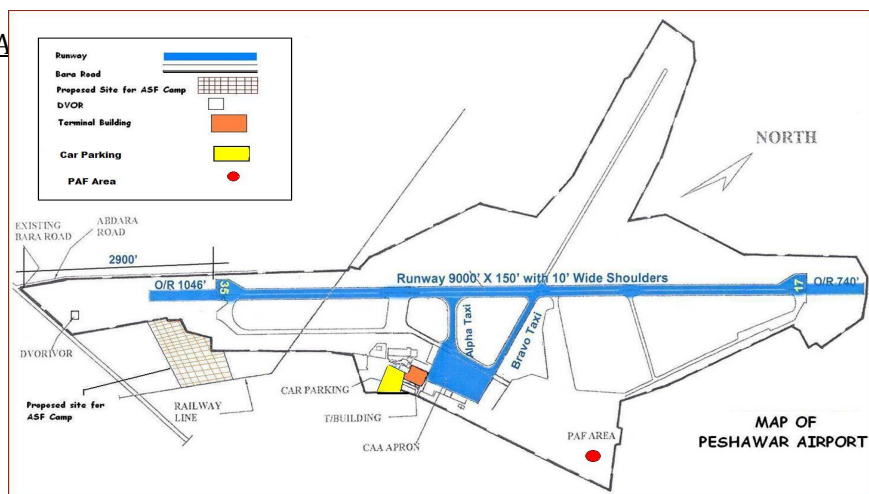 A
Runway
Bara Road
Proposed Site for ASF Camp
DVOR
Terminal Building
Car Parking
PAF Area
NORTH
EXISTING
BARA ROAD
ABDARA
ROAD
2900'
O/R 1046'
35
Runway 9000' X 150' with 10' Wide Shoulders
17
O/R 740'
Alpha Taxi
Bravo Taxi
DVORIVOR
CAR PARKING
Proposed site for
ASF Camp
RAILWAY
LINE
T/BUILDING
CAA APRON
PAF AREA
MAP OF
PESHAWAR AIRPORT